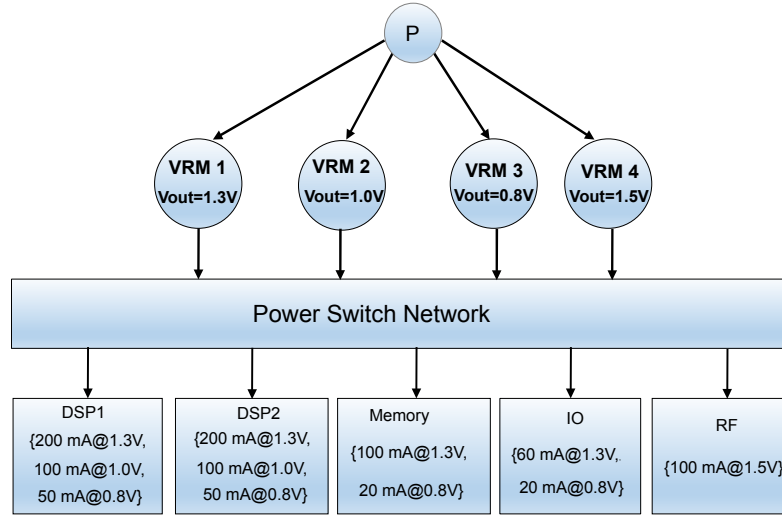 P
VRM 1
Vout=1.3V
VRM 2
Vout=1.0V
VRM 3
Vout=0.8V
VRM 4
Vout=1.5V
Power Switch Network
DSP1
{200 mA@1.3V,
100 mA@1.0V,
50 mA@0.8V}
DSP2
{200 mA@1.3V,
100 mA@1.0V,
50 mA@0.8V}
Memory
{100 mA@1.3V,
20 mA@0.8V}
IO
{60 mA@1.3V,.
20 mA@0.8V}
RF
{100 mA@1.5V}